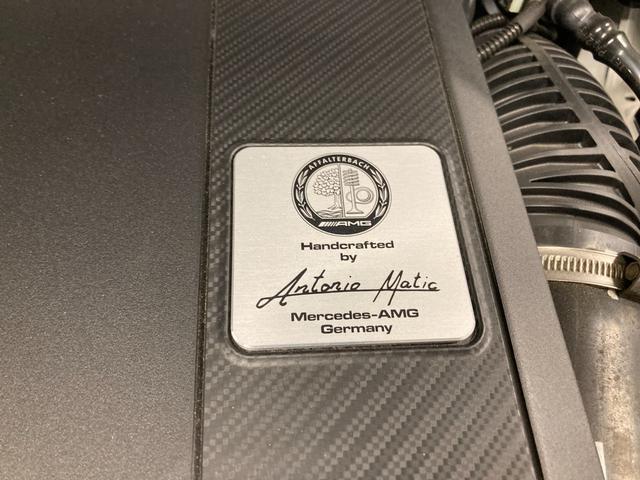 AFFALTERBACH
AMG
Handcrafted
by
Antonio Matic
Mercedes-AMG
Germany